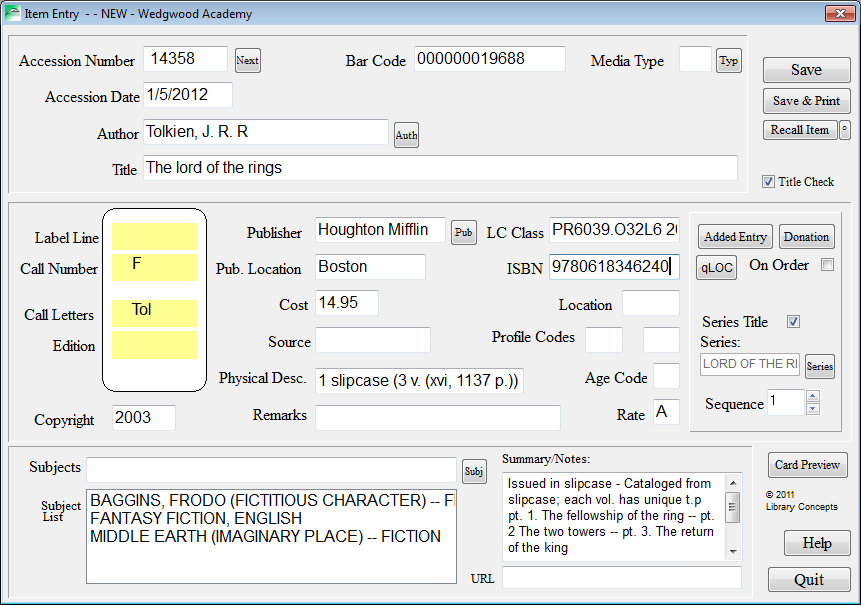 Item Entry - - NEW - Wedgwood Academy
Accession Number 14358 Next Bar Code 000000019688 Media Type Typ
Save
Accession Date 1/5/2012
Save & Print
Author Tolkien, J. R. R Auth
Recall Item
Title The lord of the rings
Title Check
Label Line Publisher Houghton Mifflin Pub LC Class PR6039.O32L6 20
Added Entry Donation
Call Number F Pub. Location Boston ISBN 9780618346240
qLOC On Order
Cost 14.95 Location
Call Letters Tol
Series Title
Source Profile Codes
Series:
Edition
LORD OF THE RI Series
Physical Desc. 1 slipcase (3 v. (xvi, 1137 p.)) Age Code
Sequence 1
Copyright 2003 Remarks Rate A
Subjects Subj
Summary/Notes:
Card Preview
Subject List
BAGGINS, FRODO (FICTITIOUS CHARACTER) -- FI
FANTASY FICTION, ENGLISH
MIDDLE EARTH (IMAGINARY PLACE) -- FICTION
Issued in slipcase - Cataloged from
slipcase; each vol. has unique t.p
pt. 1. The fellowship of the ring -- pt.
2 The two towers -- pt. 3. The return
of the king
© 2011
Library Concepts
Help
URL
Quit